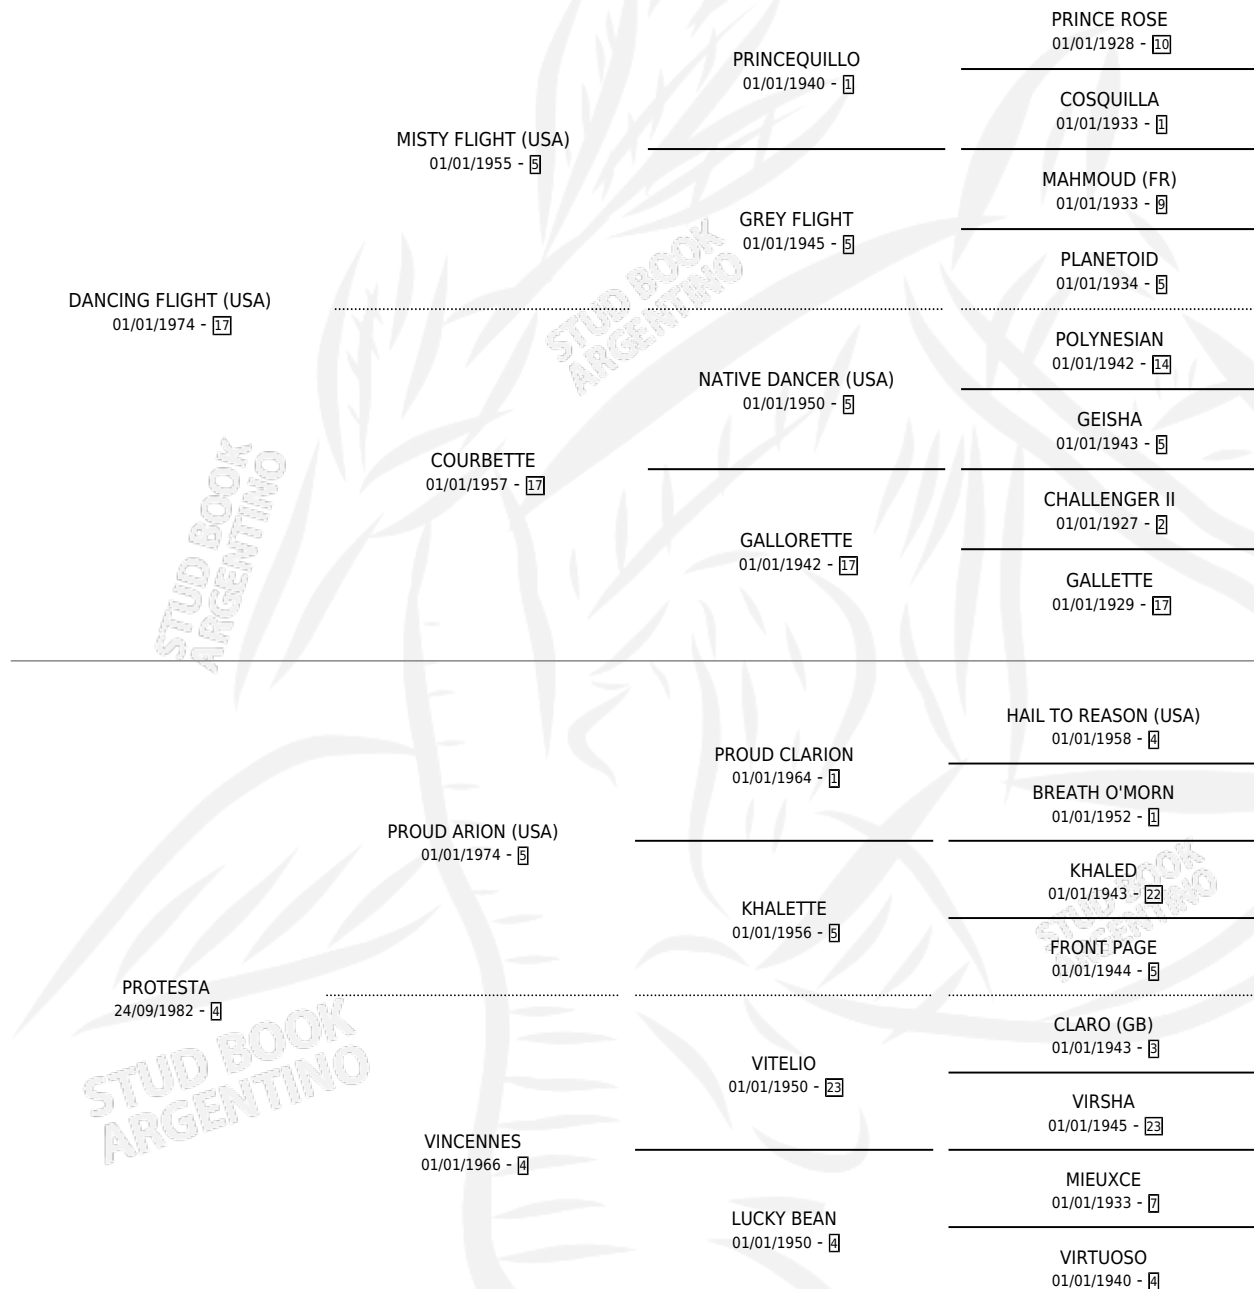 PRINCE ROSE
01/01/1928 - 10
PRINCEQUILLO
01/01/1940 - 1
COSQUILLA
01/01/1933 - 1
MISTY FLIGHT (USA)
01/01/1955 - 5
MAHMOUD (FR)
01/01/1933 - 9
GREY FLIGHT
01/01/1945 - 5
PLANETOID
01/01/1934 - 5
DANCING FLIGHT (USA)
01/01/1974 - 17
POLYNESIAN
01/01/1942 - 14
NATIVE DANCER (USA)
01/01/1950 - 5
GEISHA
01/01/1943 - 5
COURBETTE
01/01/1957 - 17
CHALLENGER II
01/01/1927 - 2
GALLORETTE
01/01/1942 - 17
GALLETTE
01/01/1929 - 17
HAIL TO REASON (USA)
01/01/1958 - 4
PROUD CLARION
01/01/1964 - 1
BREATH O'MORN
01/01/1952 - 1
PROUD ARION (USA)
01/01/1974 - 5
KHALED
01/01/1943 - 22
KHALETTE
01/01/1956 - 5
FRONT PAGE
01/01/1944 - 5
PROTESTA
24/09/1982 - 4
CLARO (GB)
01/01/1943 - 3
VITELIO
01/01/1950 - 23
VIRSHA
01/01/1945 - 23
VINCENNES
01/01/1966 - 4
MIEUXCE
01/01/1933 - 7
LUCKY BEAN
01/01/1950 - 4
VIRTUOSO
01/01/1940 - 4
STUD BOOK
ARGENTINO
STUD BOOK
ARGENTINO
STUD BOOK
ARGENTINO
STUD BOOK
ARGENTINO